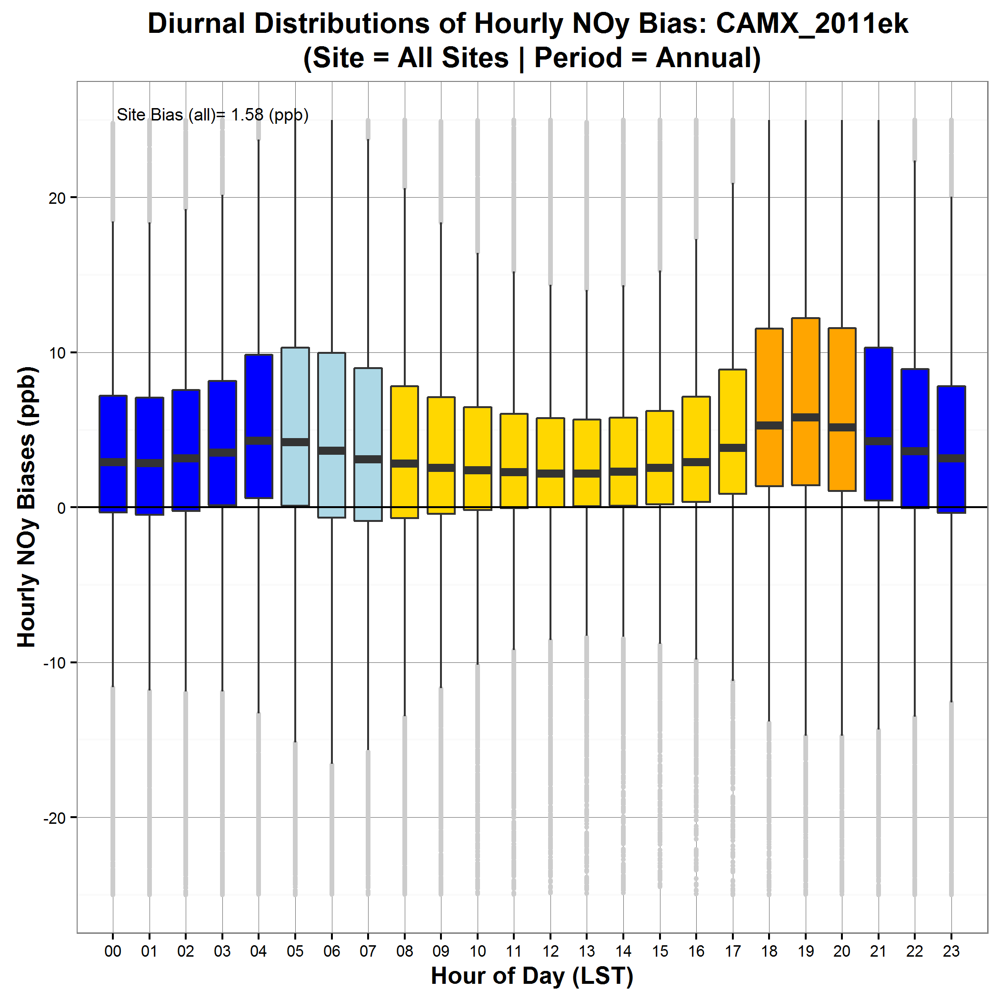 Diurnal Distributions of Hourly NOy Bias: CAMX_2011ek
(Site = All Sites | Period = Annual)
Site Bias (all)= 1.58 (ppb)
Hourly NOy Biases (ppb)
20
10
0
-10
-20
00 01 02 03 04 05 06 07 08 09 10 11 12 13 14 15 16 17 18 19 20 21 22 23
Hour of Day (LST)